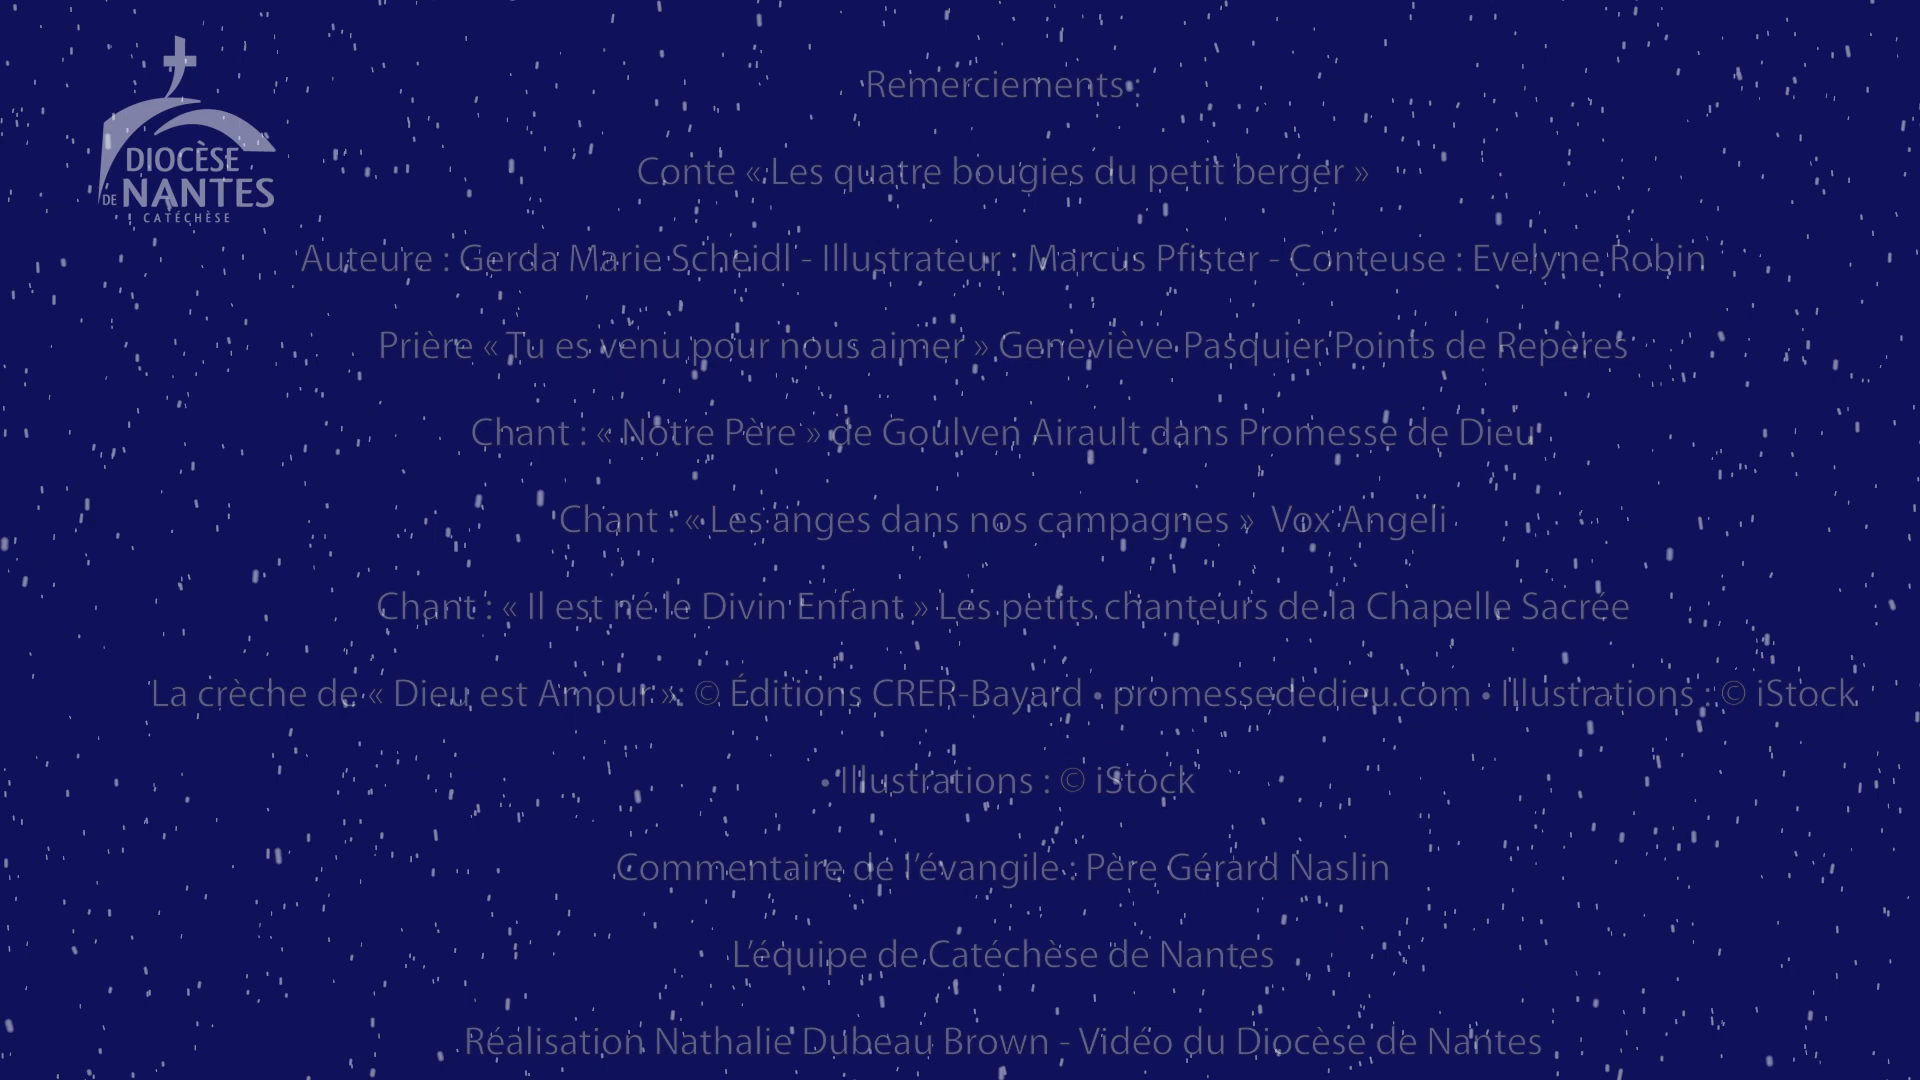 DIOCÈSE
DE NANTES
CATÉCHÈSE
Remerciements :
Conte « Les quatre bougies du petit berger »
Auteure : Gerda Marie Scheidl - Illustrateur : Marcus Pfister - Conteuse : Evelyne Robin
Prière « Tu es venu pour nous aimer » Geneviève Pasquier Points de Repères
Chant : « Notre Père » de Goulven Airault dans Promesse de Dieu
Chant : « Les anges dans nos campagnes » Vox Angeli
Chant : « Il est né le Divin Enfant » Les petits chanteurs de la Chapelle Sacrée
La crèche de « Dieu est Amour »: © Éditions CRER-Bayard • promessededieu.com • Illustrations : © iStock
• Illustrations : © iStock
Commentaire de l’évangile : Père Gérard Naslin
L’équipe de Catéchèse de Nantes
Réalisation Nathalie Dubeau Brown - Vidéo du Diocèse de Nantes